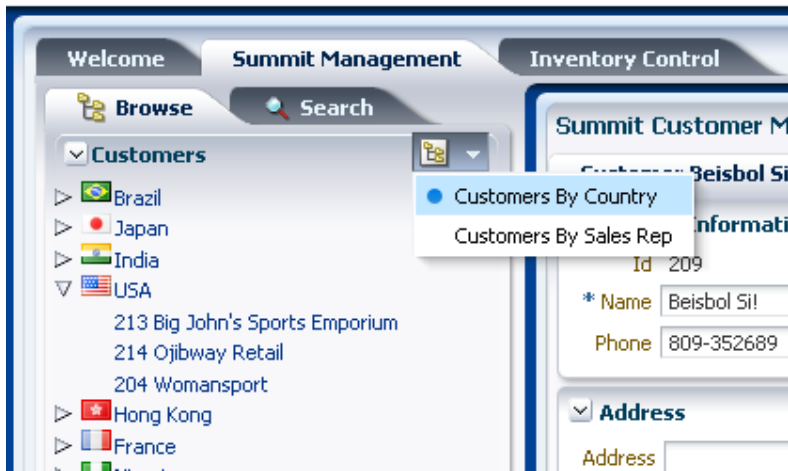 Welcome
Summit Management
Inventory Control
Browse
Search
Customers
Customers By Country
Customers By Sales Rep
Brazil
Japan
India
USA
213 Big John's Sports Emporium
214 Ojibway Retail
204 Womansport
Hong Kong
France
Summit Customer M
Beisbol Si
Id 209
* Name Beisbol Si!
Phone 809-352689
Address
Address